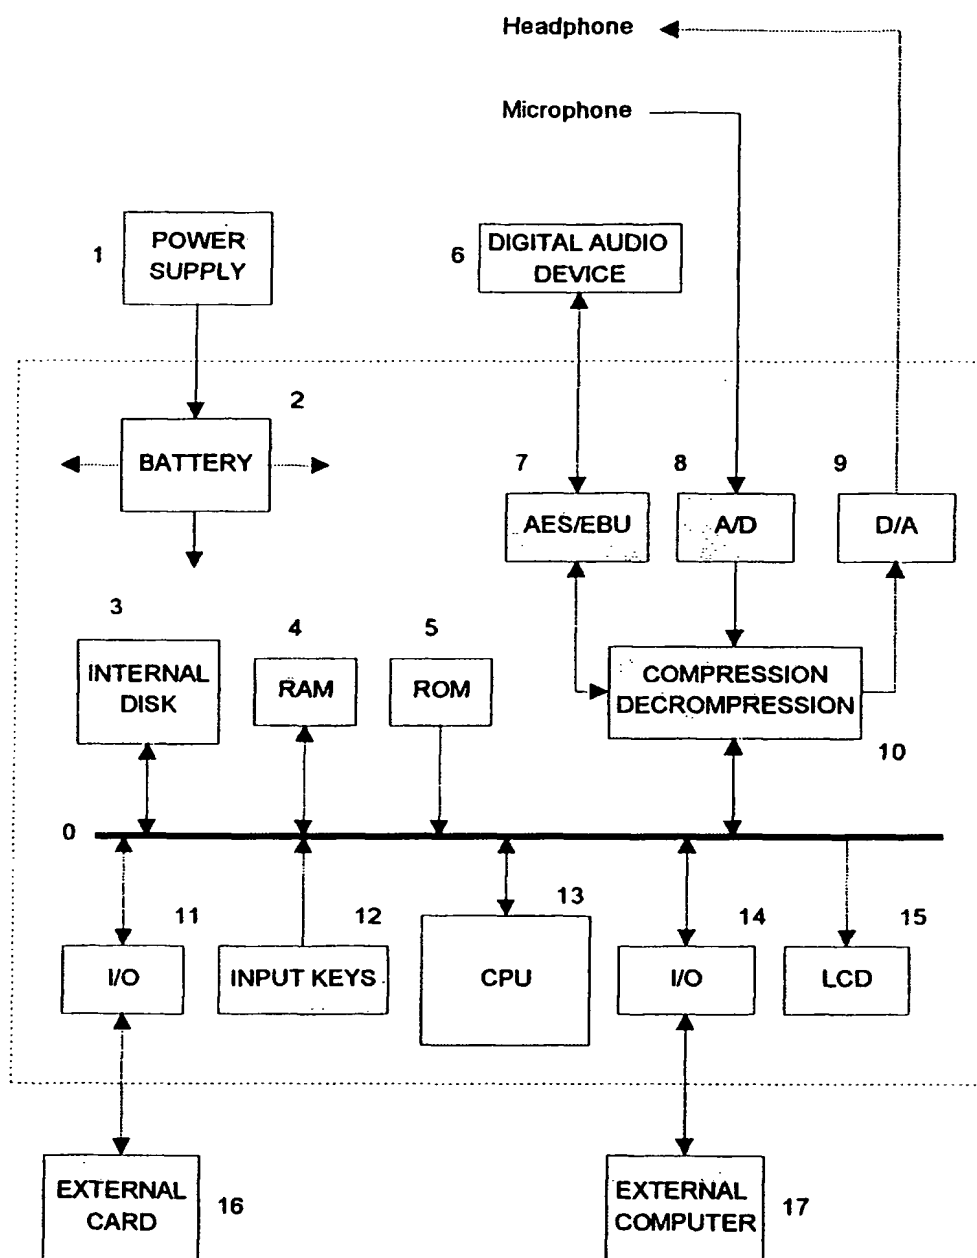 Headphone
Microphone
1
POWER
SUPPLY
6
DIGITAL AUDIO
DEVICE
2
BATTERY
7
8
9
AES/EBU
A/D
D/A
3
4
5
INTERNAL
DISK
RAM
ROM
COMPRESSION
DECROMPRESSION
10
0
11
12
13
14
15
I/O
INPUT KEYS
CPU
I/O
LCD
EXTERNAL
CARD
16
EXTERNAL
COMPUTER
17